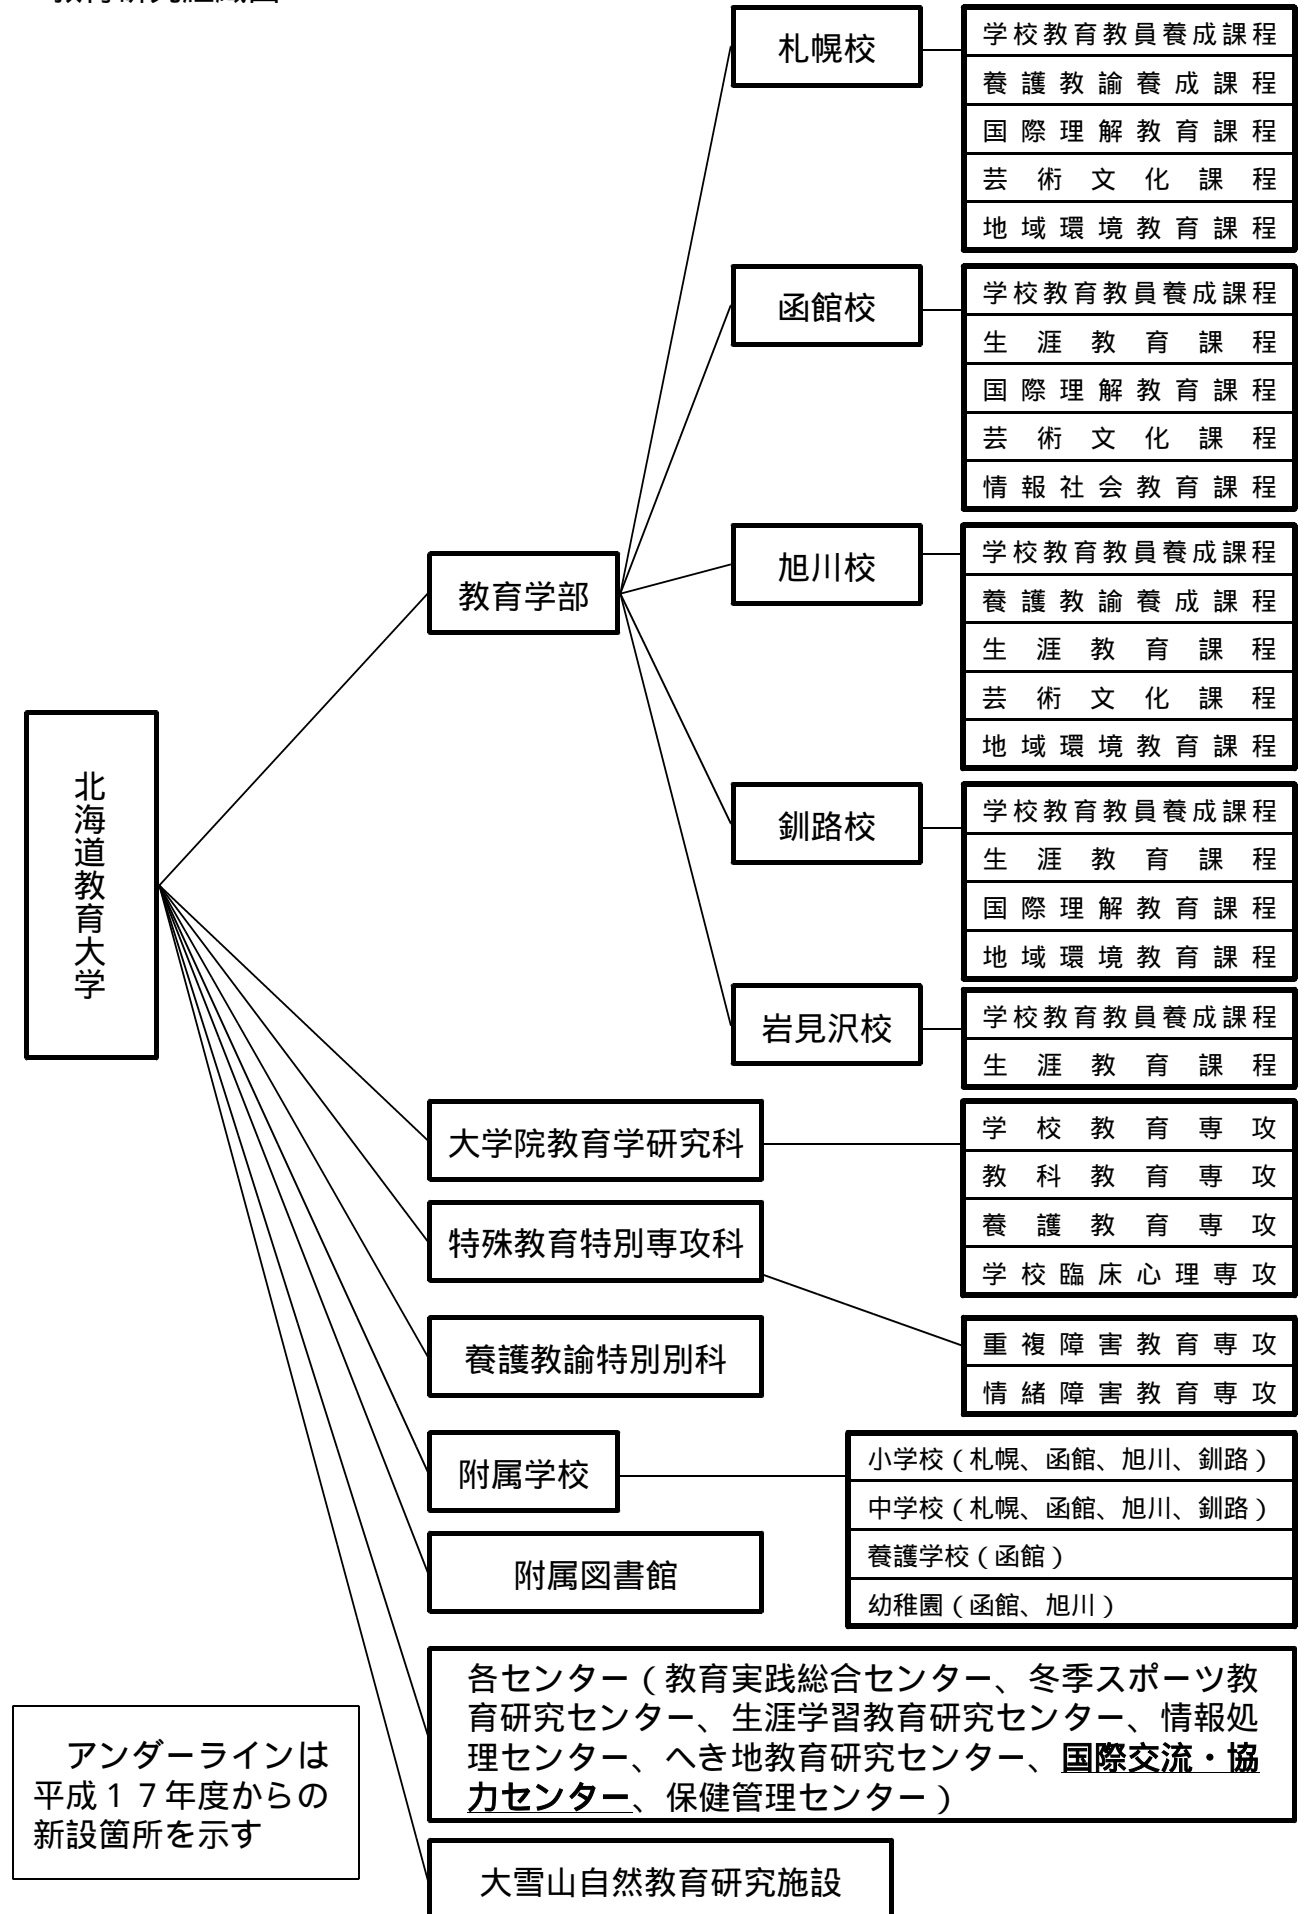 札幌校
学校教育教員養成課程
養護教諭養成課程
国際理解教育課程
芸術文化課程
地域環境教育課程
函館校
学校教育教員養成課程
生涯教育課程
国際理解教育課程
芸術文化課程
情報社会教育課程
教育学部
旭川校
学校教育教員養成課程
養護教諭養成課程
生涯教育課程
芸術文化課程
地域環境教育課程
北海道教育大学
釧路校
学校教育教員養成課程
生涯教育課程
国際理解教育課程
地域環境教育課程
岩見沢校
学校教育教員養成課程
生涯教育課程
大学院教育学研究科
学校教育専攻
教科教育専攻
養護教育専攻
学校臨床心理専攻
特殊教育特別専攻科
重複障害教育専攻
情緒障害教育専攻
養護教諭特別別科
附属学校
小学校（札幌、函館、旭川、釧路）
中学校（札幌、函館、旭川、釧路）
養護学校（函館）
幼稚園（函館、旭川）
附属図書館
各センター（教育実践総合センター、冬季スポーツ教
育研究センター、生涯学習教育研究センター、情報処
理センター、へき地教育研究センター、国際交流・協
力センター、保健管理センター）
アンダーラインは
平成１７年度からの
新設箇所を示す
大雪山自然教育研究施設